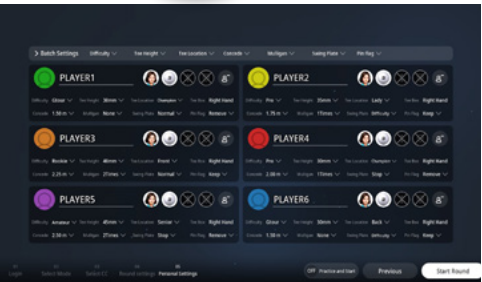 > Batch Settings Difficulty Tee Height Tee Location Concede Mulligan Swing Plate Pin Flag
PLAYER1
Difficulty Gtour Tee Height 30mm Tee Location Champion Tee Box Right Hand
Concede 1.50 m Mulligan None Swing Plate Normal Pin Flag Remove
PLAYER2
Difficulty Pro Tee Height 35mm Tee Location Lady Tee Box Right Hand
Concede 1.75 m Mulligan 1Times Swing Plate Difficulty Pin Flag Keep
PLAYER3
Difficulty Rookie Tee Height 40mm Tee Location Front Tee Box Right Hand
Concede 2.25 m Mulligan 3Times Swing Plate Normal Pin Flag Remove
PLAYER4
Difficulty Pro Tee Height 30mm Tee Location Champion Tee Box Right Hand
Concede 2.00 m Mulligan 1Times Swing Plate Stop Pin Flag Keep
PLAYER5
Difficulty Amateur Tee Height 45mm Tee Location Senior Tee Box Right Hand
Concede 2.50 m Mulligan 2Times Swing Plate Stop Pin Flag Remove
PLAYER6
Difficulty Gtour Tee Height 50mm Tee Location Back Tee Box Right Hand
Concede 1.50 m Mulligan None Swing Plate Difficulty Pin Flag Keep
Login Select Mode Select CC Round settings Personal Settings
OFF Practice and Start Previous Start Round